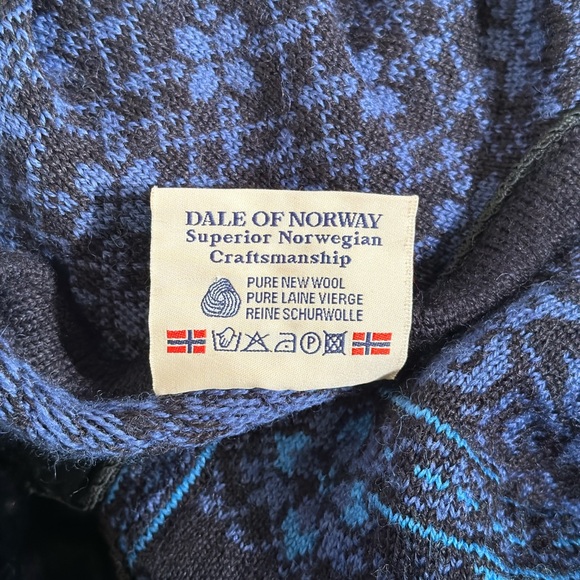 DALE OF NORWAY
Superior Norwegian
Craftsmanship
PURE NEW WOOL
PURE LAINE VIERGE
REINE SCHURWOLLE
P